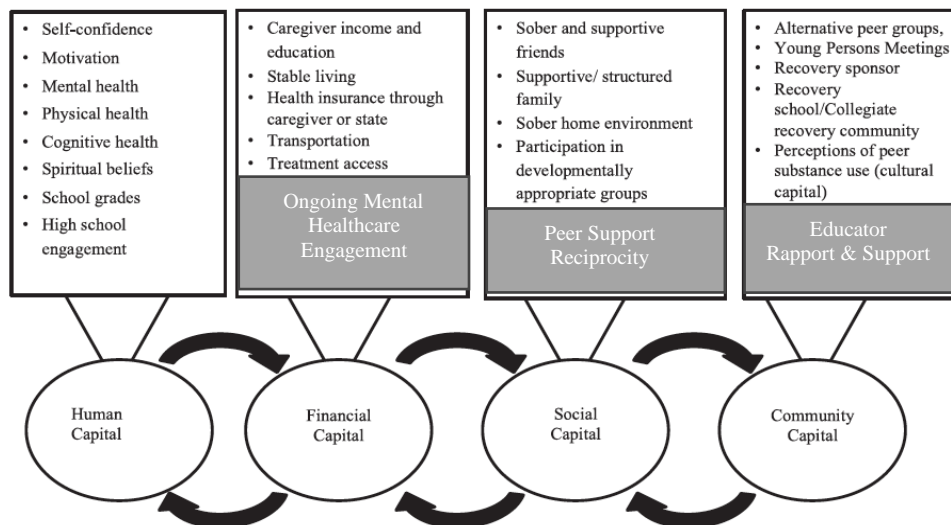 • Self-confidence
• Motivation
• Mental health
• Physical health
• Cognitive health
• Spiritual beliefs
• School grades
• High school
engagement
• Caregiver income and
education
• Stable living
• Health insurance through
caregiver or state
• Transportation
• Treatment access
Ongoing Mental
Healthcare
Engagement
• Sober and supportive
friends
• Supportive/ structured
family
• Sober home environment
• Participation in
developmentally
appropriate groups
Peer Support
Reciprocity
• Alternative peer groups,
• Young Persons Meetings
• Recovery sponsor
• Recovery
school/Collegiate
recovery community
• Perceptions of peer
substance use (cultural
capital)
Educator
Rapport & Support
Human
Capital
Financial
Capital
Social
Capital
Community
Capital